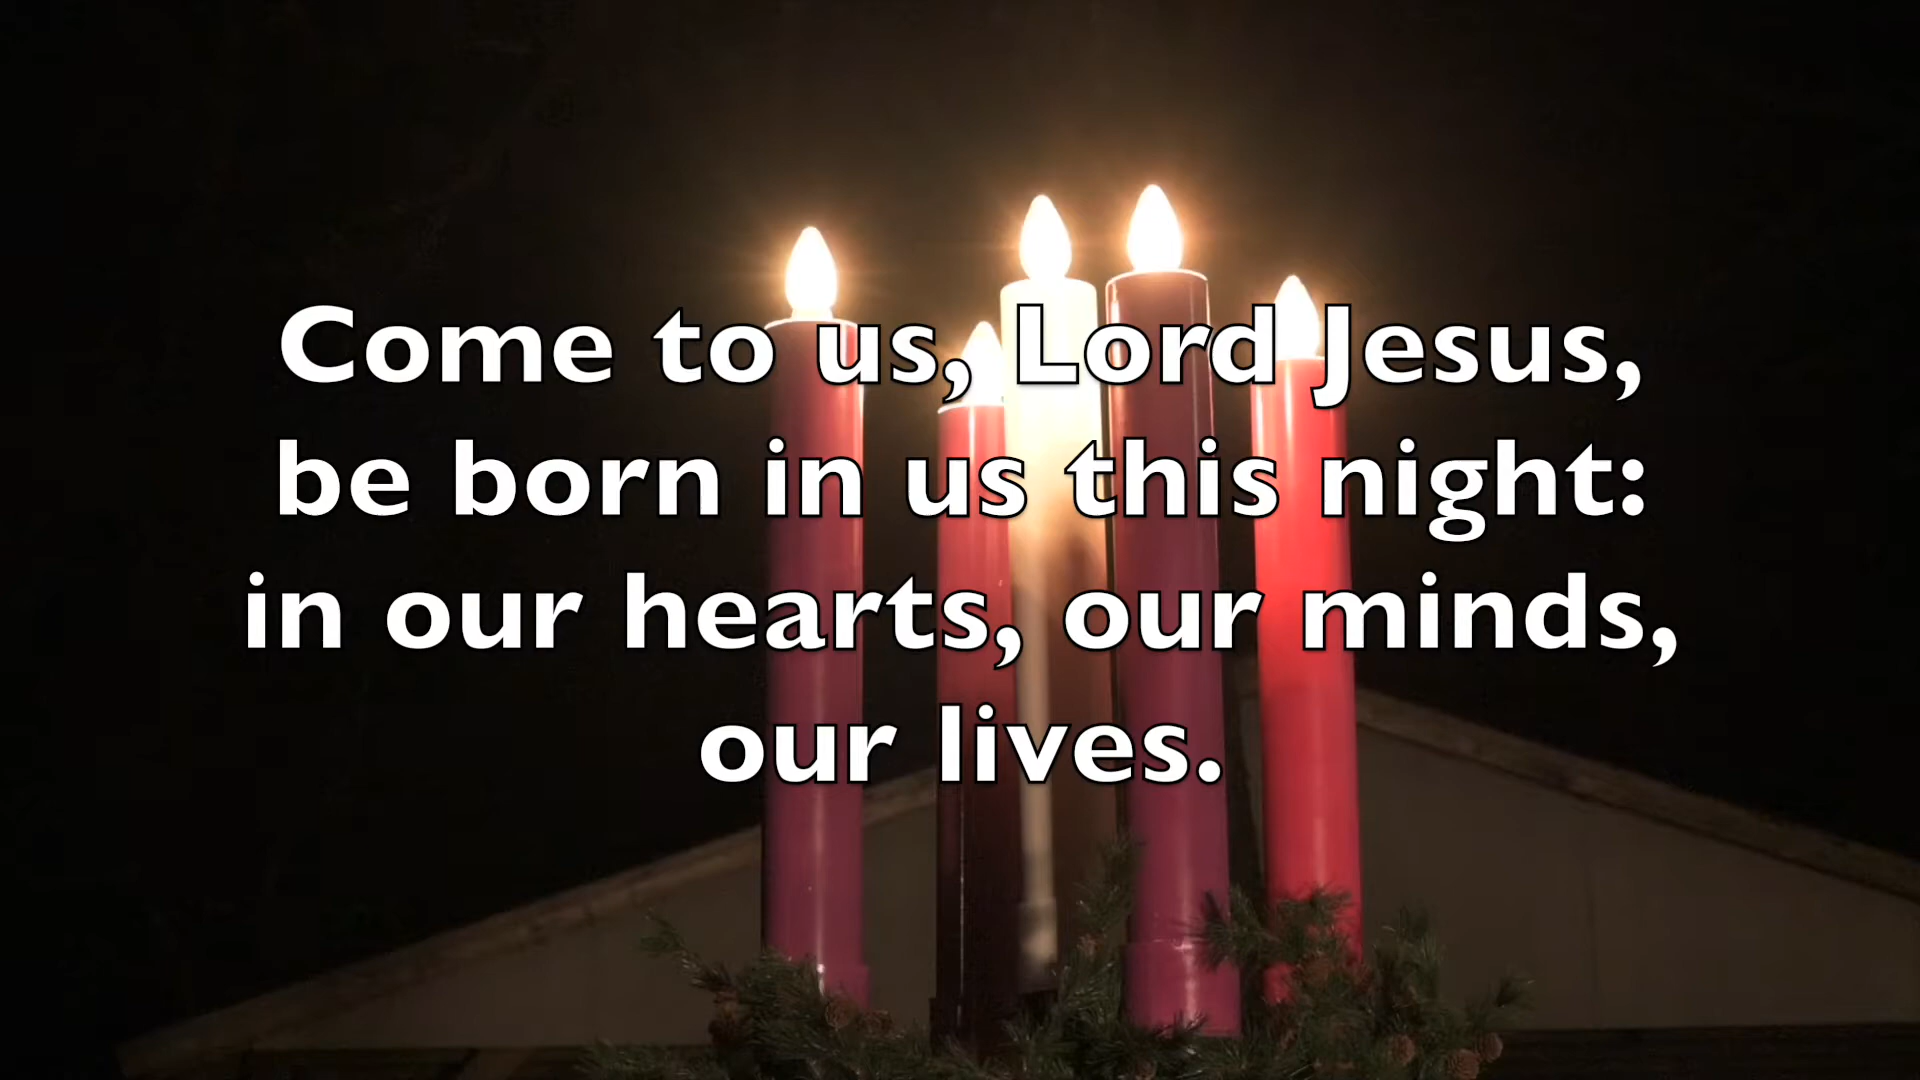 Come to us, Lord Jesus,
be born in us this night:
in our hearts, our minds,
our lives.